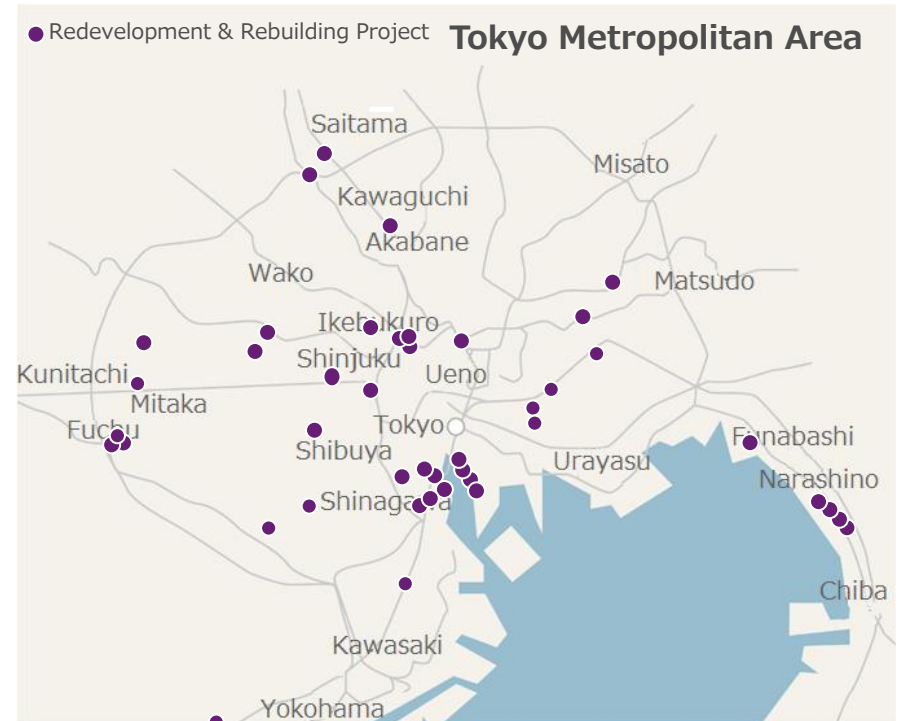 Redevelopment & Rebuilding Project
Tokyo Metropolitan Area
Saitama
Misato
Kawaguchi
Akabane
Wako
Matsudo
Ikebukuro
Shinjuku
Ueno
Kunitachi
Mitaka
Tokyo
Fuchu
Funabashi
Shibuya
Urayasu
Narashino
Shinagawa
Chiba
Kawasaki
Yokohama